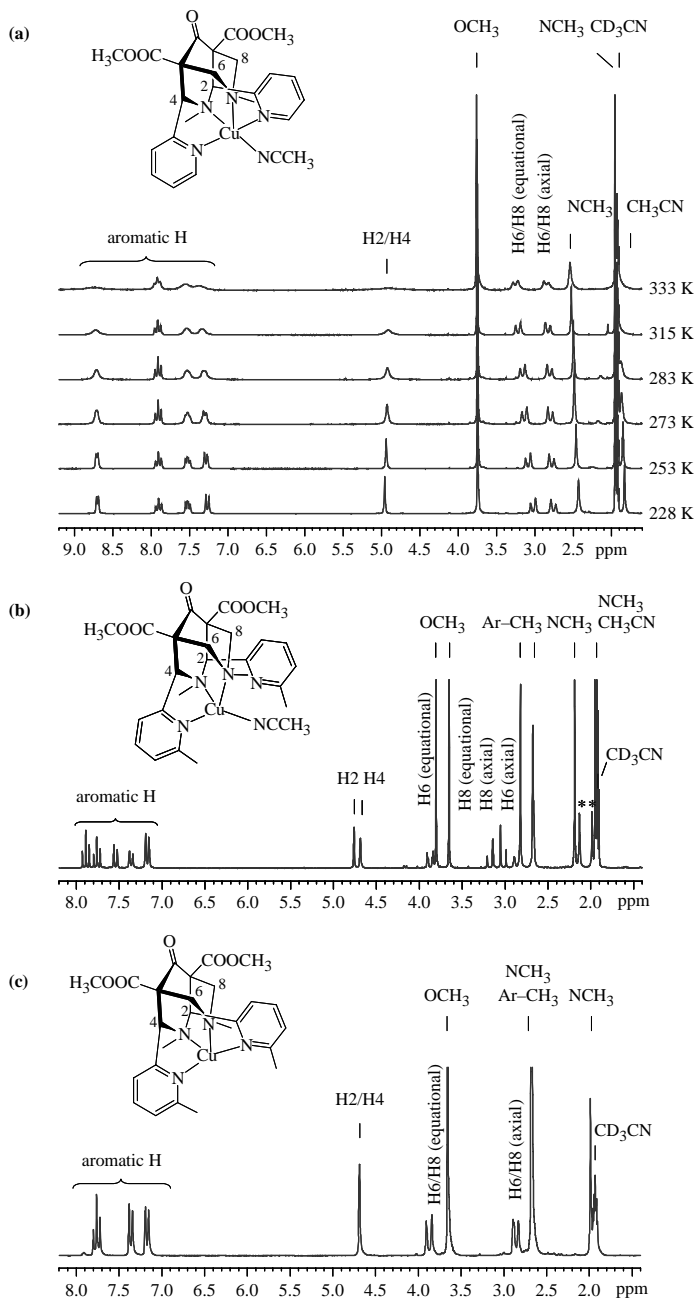 (a)
O
COOCH₃
H₃COOC
8
6
2
4
N
N
N
Cu
N
NCCH₃
OCH₃
NCH₃ CD₃CN
H6/H8 (equational)
H6/H8 (axial)
NCH₃
CH₃CN
aromatic H
H2/H4
333 K
315 K
283 K
273 K
253 K
228 K
9.0 8.5 8.0 7.5 7.0 6.5 6.0 5.5 5.0 4.5 4.0 3.5 3.0 2.5 ppm
(b)
O
COOCH₃
H₃COOC
6
8
2
4
N
N
N
Cu
N
NCCH₃
OCH₃
Ar–CH₃
NCH₃
NCH₃
CH₃CN
H6 (equational)
H8 (equational)
H8 (axial)
H6 (axial)
CD₃CN
aromatic H
H2 H4
**
8.0 7.5 7.0 6.5 6.0 5.5 5.0 4.5 4.0 3.5 3.0 2.5 2.0 ppm
(c)
O
COOCH₃
H₃COOC
8
6
2
4
N
N
N
Cu
N
OCH₃
NCH₃
Ar–CH₃
NCH₃
H6/H8 (equational)
H6/H8 (axial)
CD₃CN
aromatic H
H2/H4
8.0 7.5 7.0 6.5 6.0 5.5 5.0 4.5 4.0 3.5 3.0 2.5 2.0 ppm